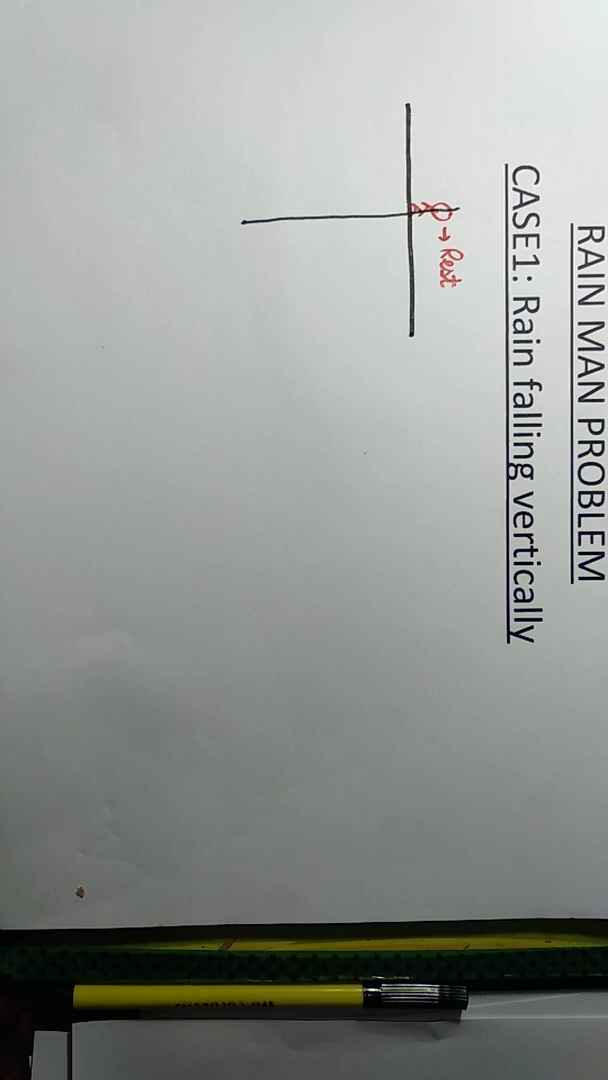 RAIN MAN PROBLEM
CASE1: Rain falling vertically
→ Rest